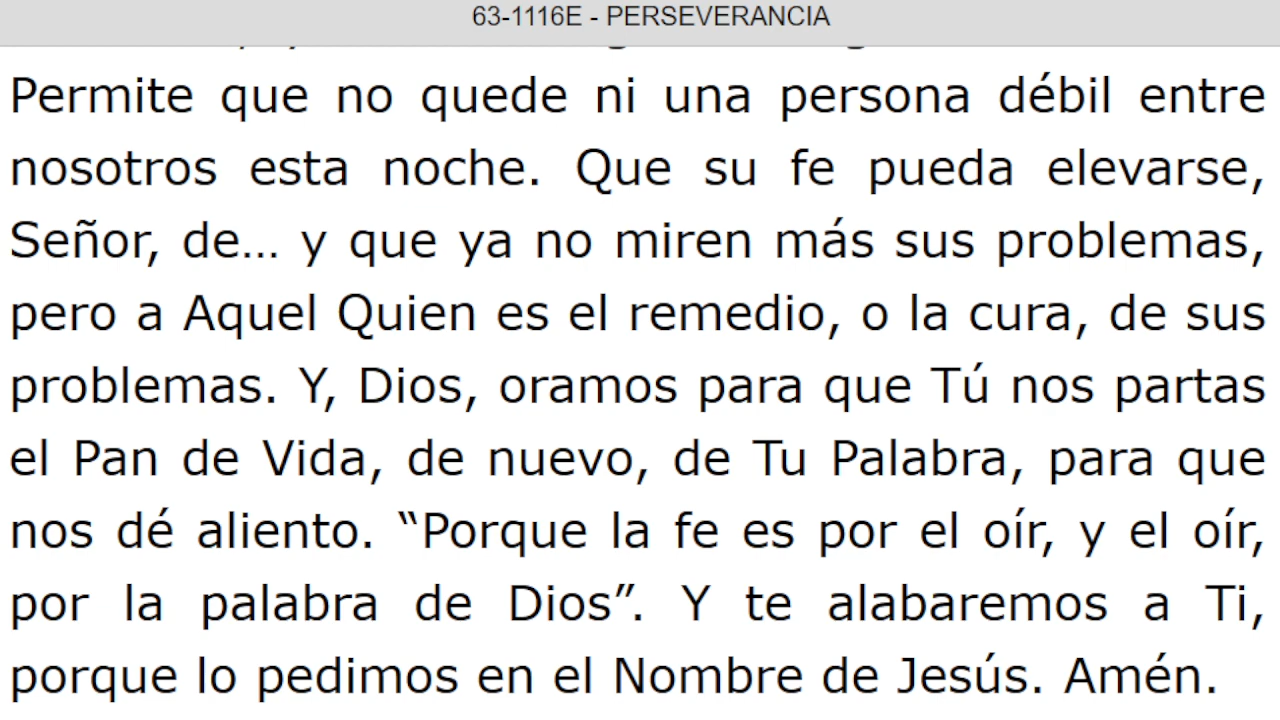 63-1116E - PERSEVERANCIA
Permite que no quede ni una persona débil entre
nosotros esta noche. Que su fe pueda elevarse,
Señor, de… y que ya no miren más sus problemas,
pero a Aquel Quien es el remedio, o la cura, de sus
problemas. Y, Dios, oramos para que Tú nos partas
el Pan de Vida, de nuevo, de Tu Palabra, para que
nos dé aliento. “Porque la fe es por el oír, y el oír,
por la palabra de Dios”. Y te alabaremos a Ti,
porque lo pedimos en el Nombre de Jesús. Amén.